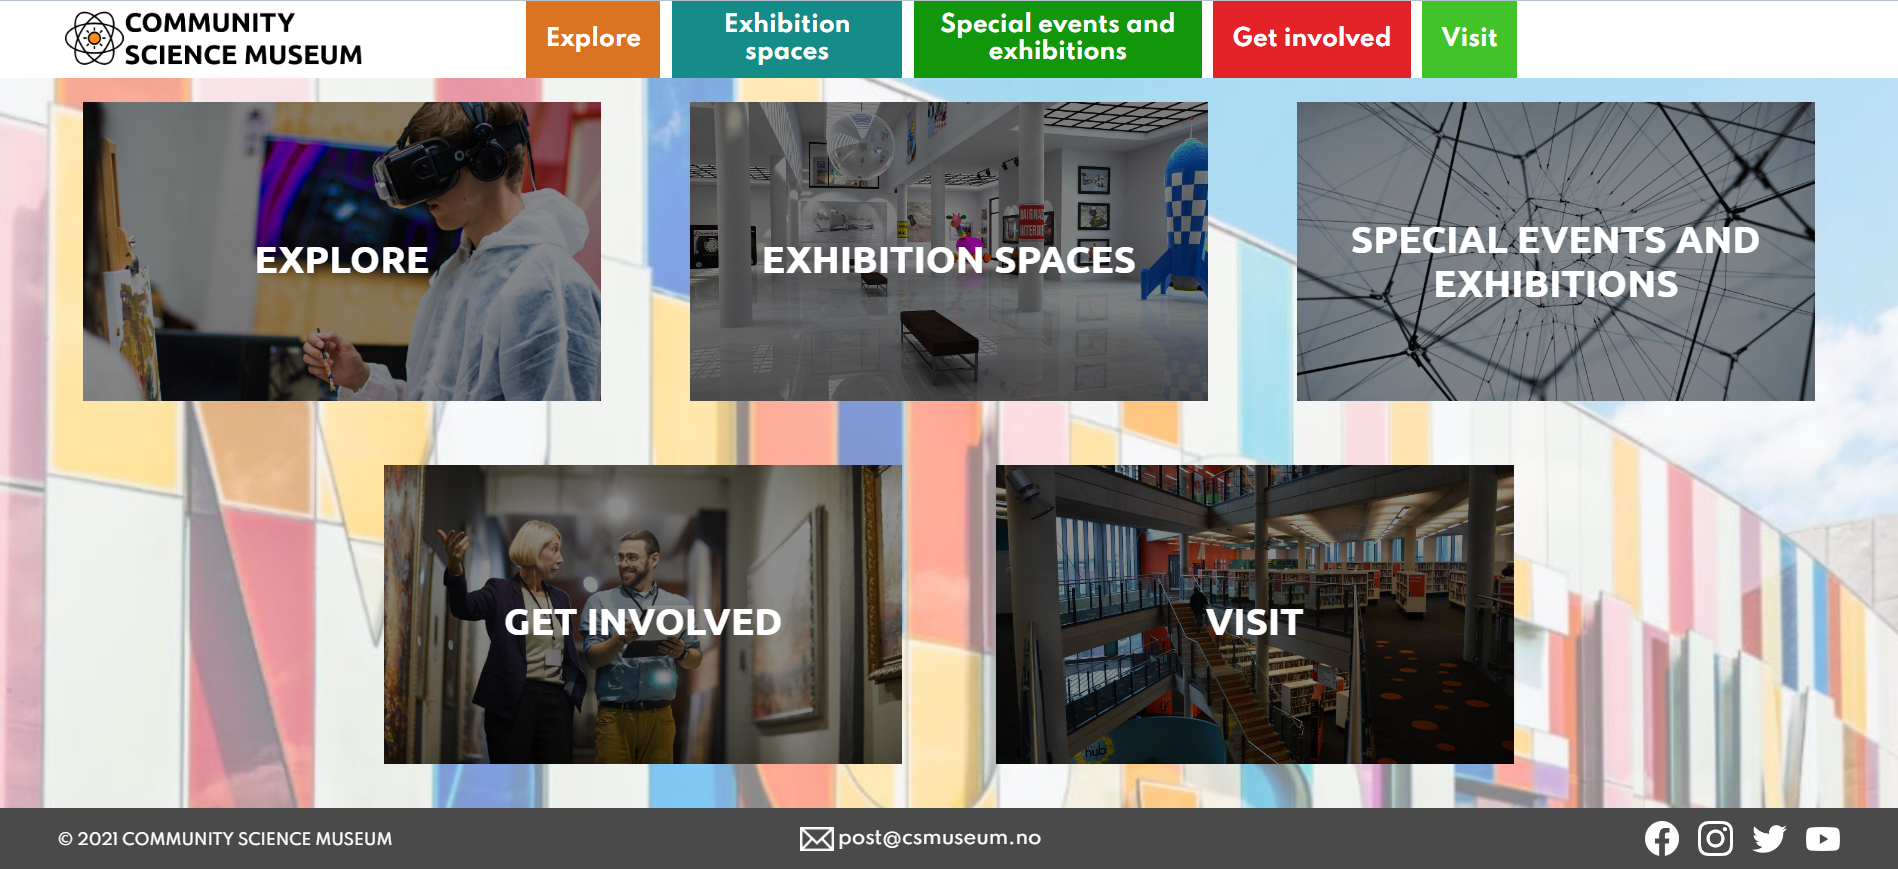 COMMUNITY
SCIENCE MUSEUM
Explore
Exhibition
spaces
Special events and
exhibitions
Get involved
Visit
EXPLORE
EXHIBITION SPACES
SPECIAL EVENTS AND
EXHIBITIONS
GET INVOLVED
VISIT
hub
© 2021 COMMUNITY SCIENCE MUSEUM
post@csmuseum.no